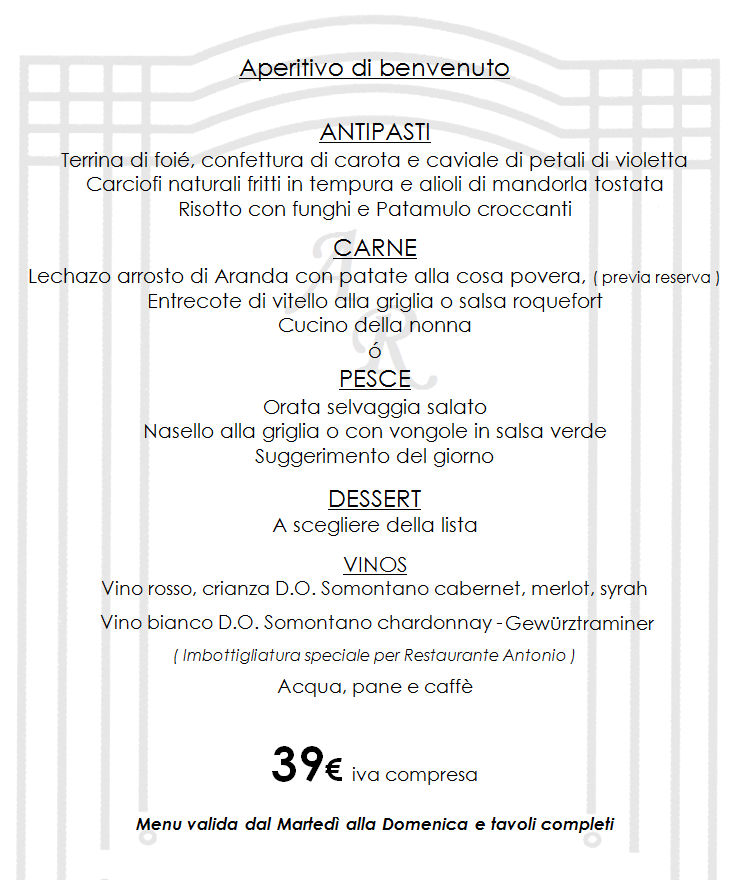 Aperitivo di benvenuto
ANTIPASTI
Terrina di foié, confettura di carota e caviale di petali di violetta
Carciofi naturali fritti in tempura e alioli di mandorla tostata
Risotto con funghi e Patamulo croccanti
CARNE
Lechazo arrosto di Aranda con patate alla cosa povera, ( previa reserva )
Entrecote di vitello alla griglia o salsa roquefort
Cucino della nonna
ó
PESCE
Orata selvaggia salato
Nasello alla griglia o con vongole in salsa verde
Suggerimento del giorno
DESSERT
A scegliere della lista
VINOS
Vino rosso, crianza D.O. Somontano cabernet, merlot, syrah
Vino bianco D.O. Somontano chardonnay - Gewürztraminer
( Imbottigliatura speciale per Restaurante Antonio )
Acqua, pane e caffè
39€ iva compresa
Menu valida dal Martedì alla Domenica e tavoli completi
A
R